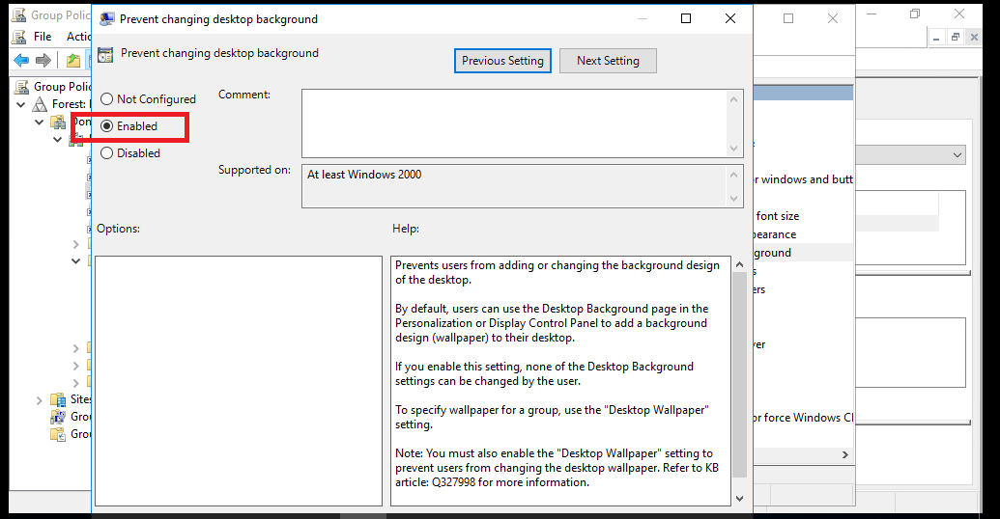 Group Polic
Prevent changing desktop background
File Actio
Prevent changing desktop background
Previous Setting Next Setting
Group Polic
Forest:
Dom
Not Configured
Enabled
Disabled
Comment:
Supported on:
At least Windows 2000
Options:
Help:
Prevents users from adding or changing the background design
of the desktop.
By default, users can use the Desktop Background page in the
Personalization or Display Control Panel to add a background
design (wallpaper) to their desktop.
If you enable this setting, none of the Desktop Background
settings can be changed by the user.
To specify wallpaper for a group, use the "Desktop Wallpaper"
setting.
Note: You must also enable the "Desktop Wallpaper" setting to
prevent users from changing the desktop wallpaper. Refer to KB
article: Q327998 for more information.
Sites
Grou
Grou
r windows and butt
font size
pearance
ground
s
ers
ver
or force Windows Cl